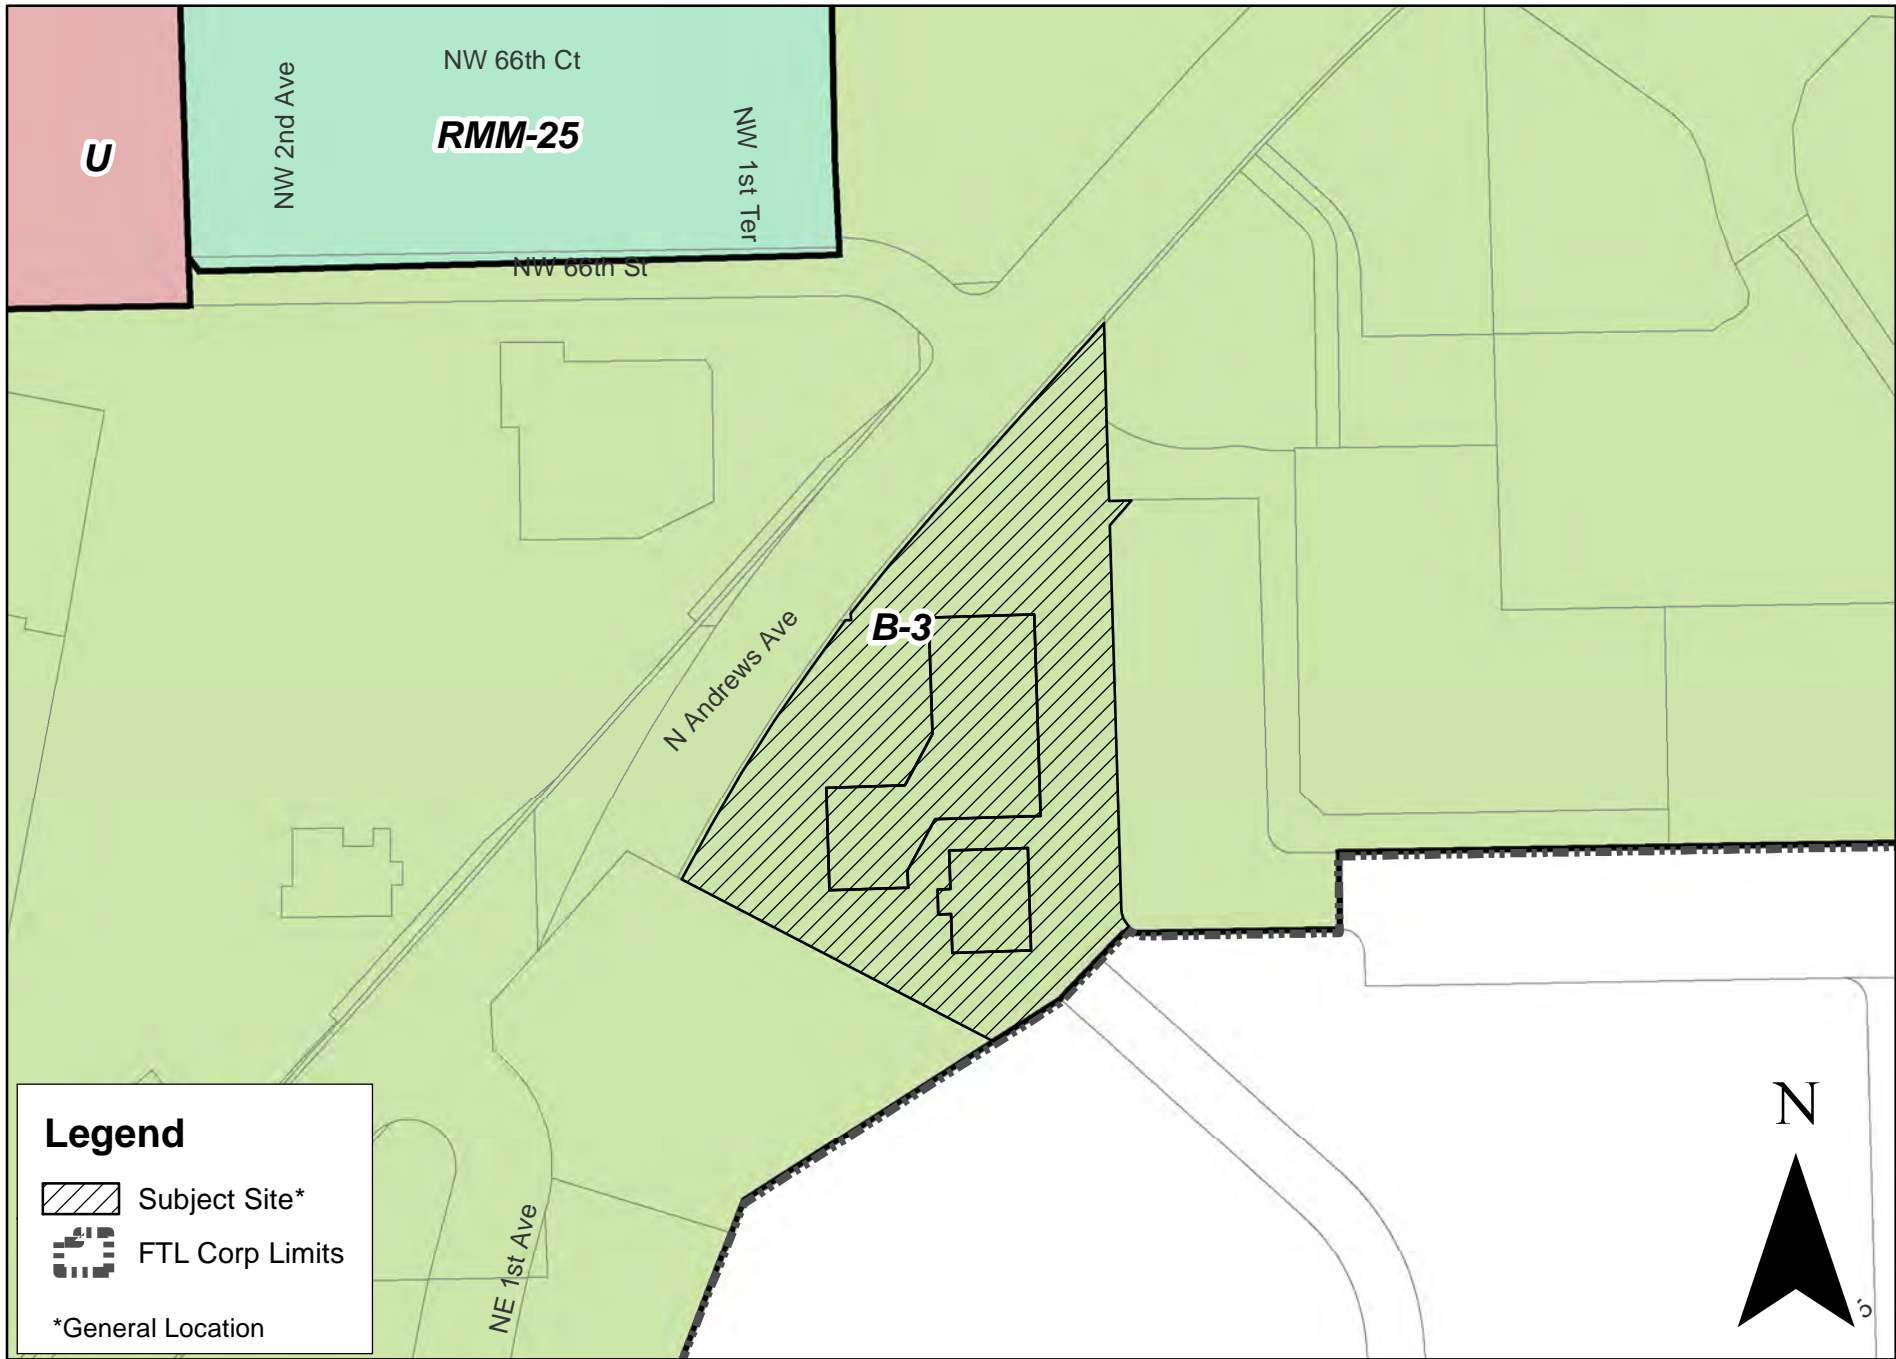 NW 66th Ct
NW 2nd Ave
RMM-25
NW 1st Ter
U
NW 66th St
B-3
N Andrews Ave
N
Legend
Subject Site*
FTL Corp Limits
NE 1st Ave
*General Location